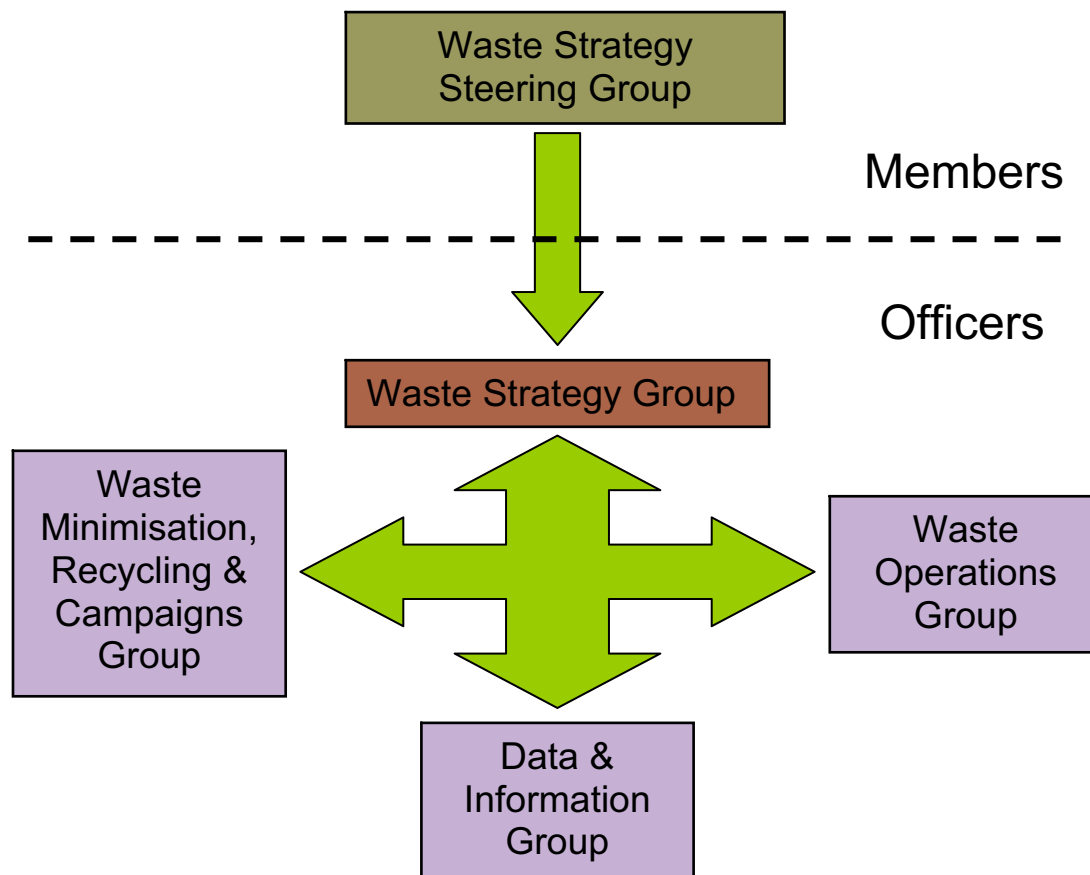 Waste Strategy
Steering Group
Members
Officers
Waste Strategy Group
Waste
Minimisation,
Recycling &
Campaigns
Group
Waste
Operations
Group
Data &
Information
Group